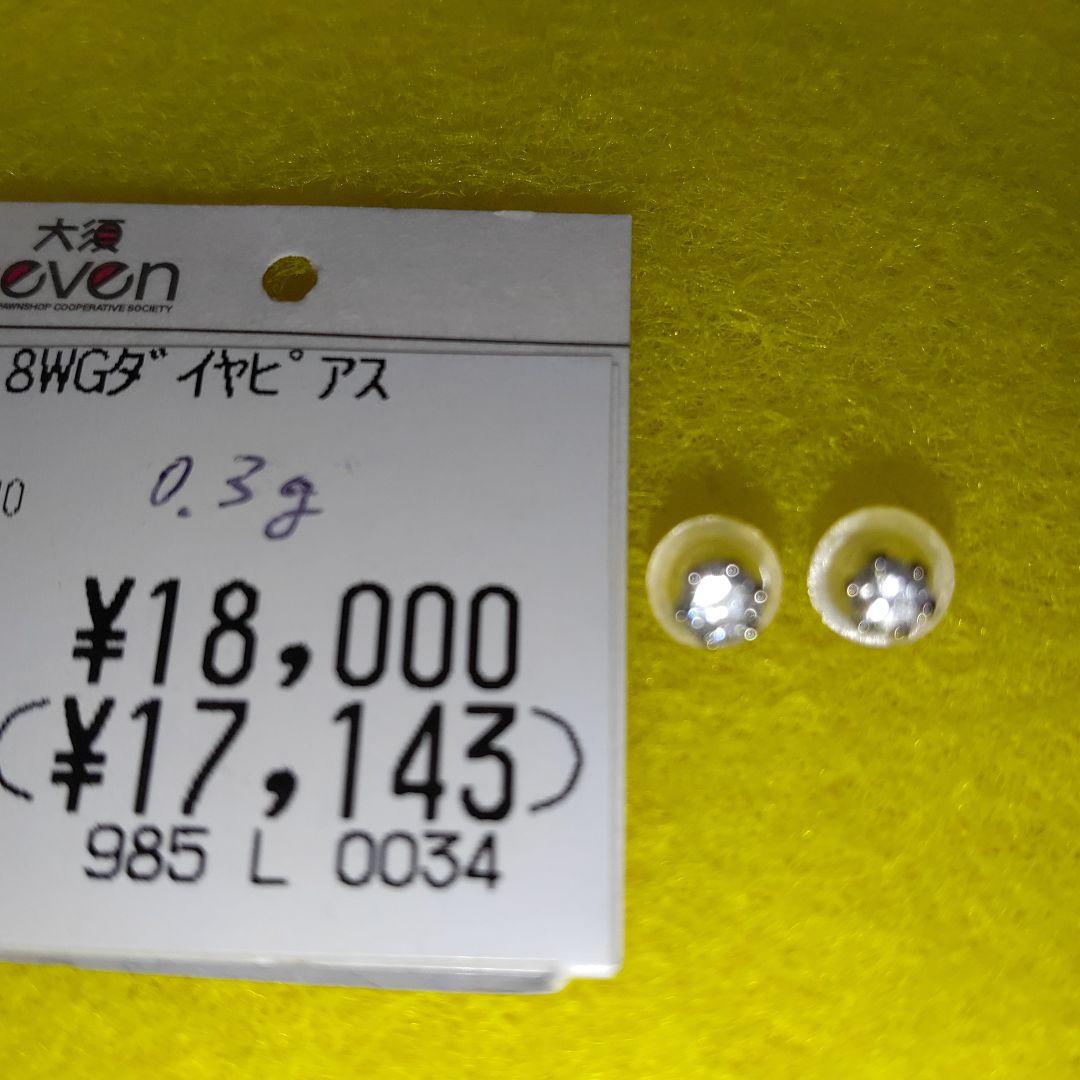 大須
even
PAWNSHOP COOPERATIVE SOCIETY
8WGダイヤピアス
0.3g
¥18,000
(¥17,143)
985 L 0034